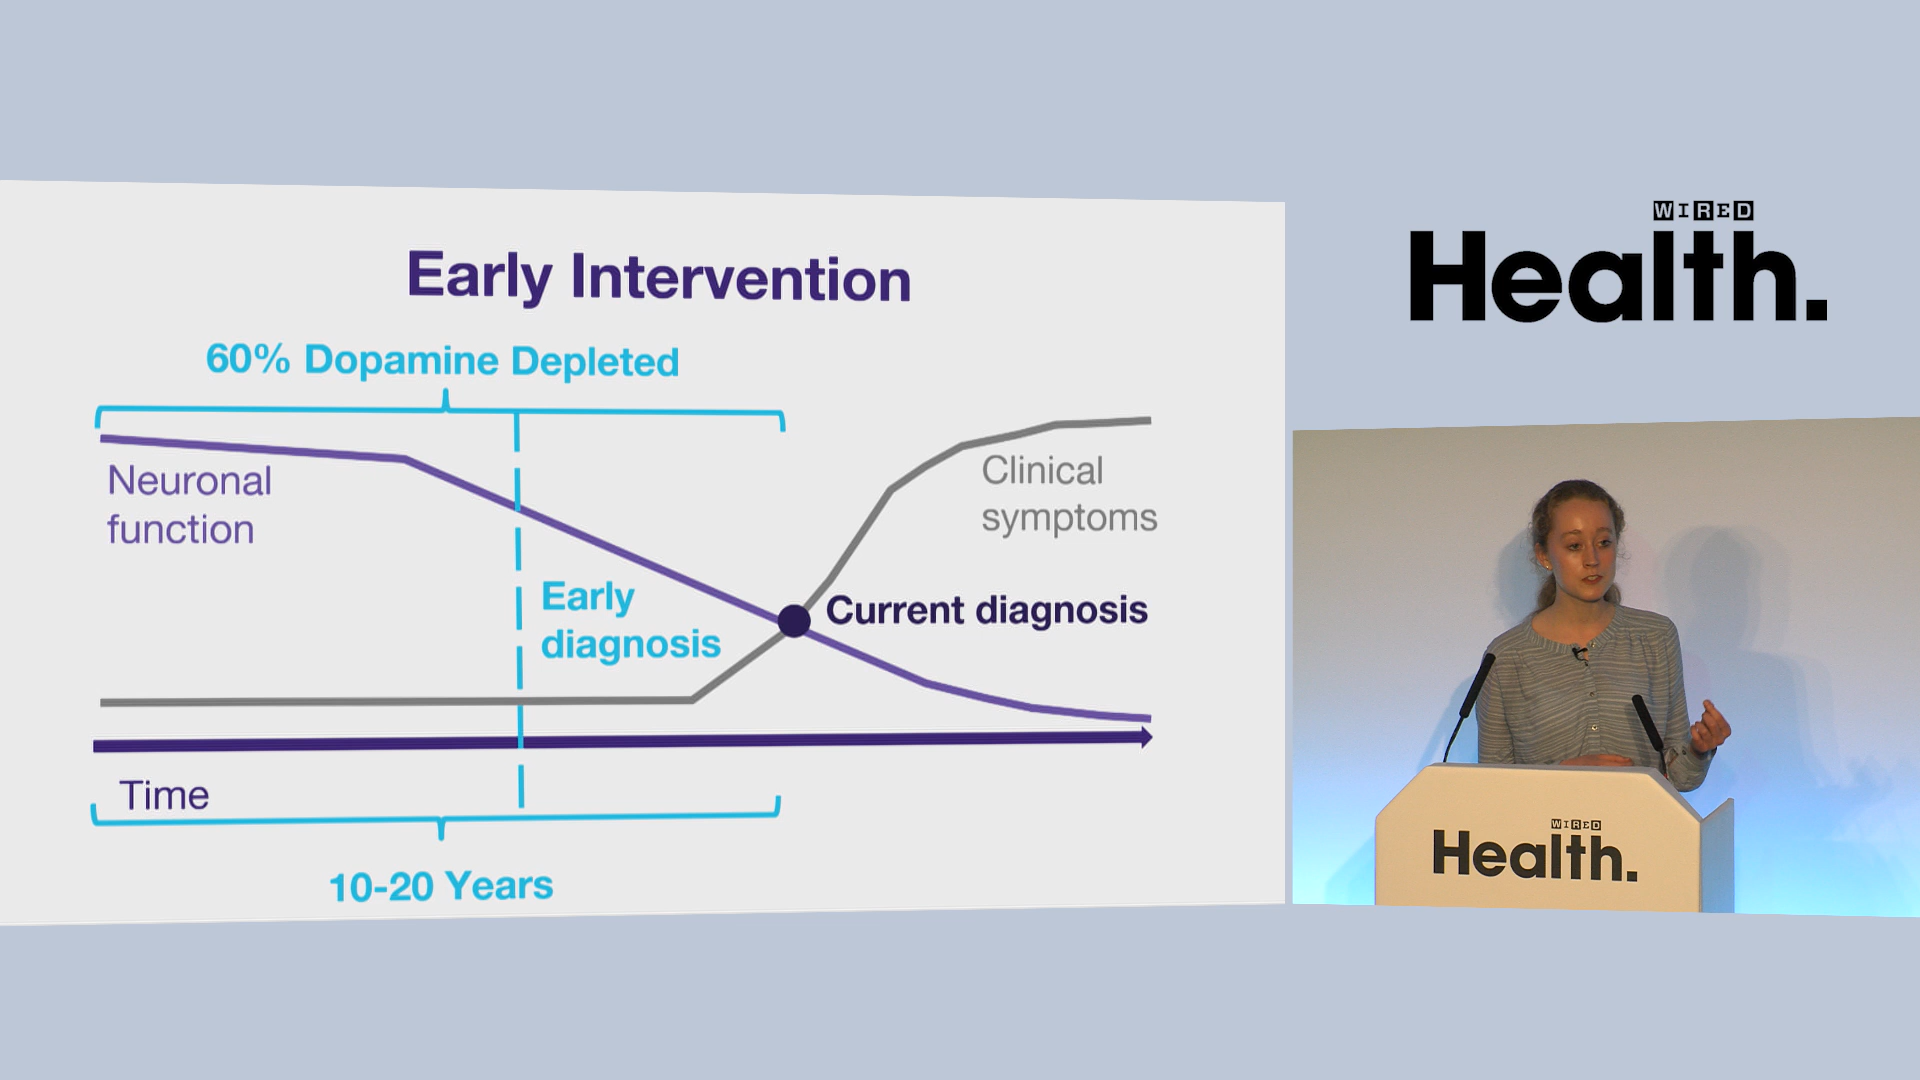 Early Intervention
60% Dopamine Depleted
Neuronal
function
Clinical
symptoms
Early
diagnosis
Current diagnosis
Time
10-20 Years
WIRED
Health.
WIRED
Health.